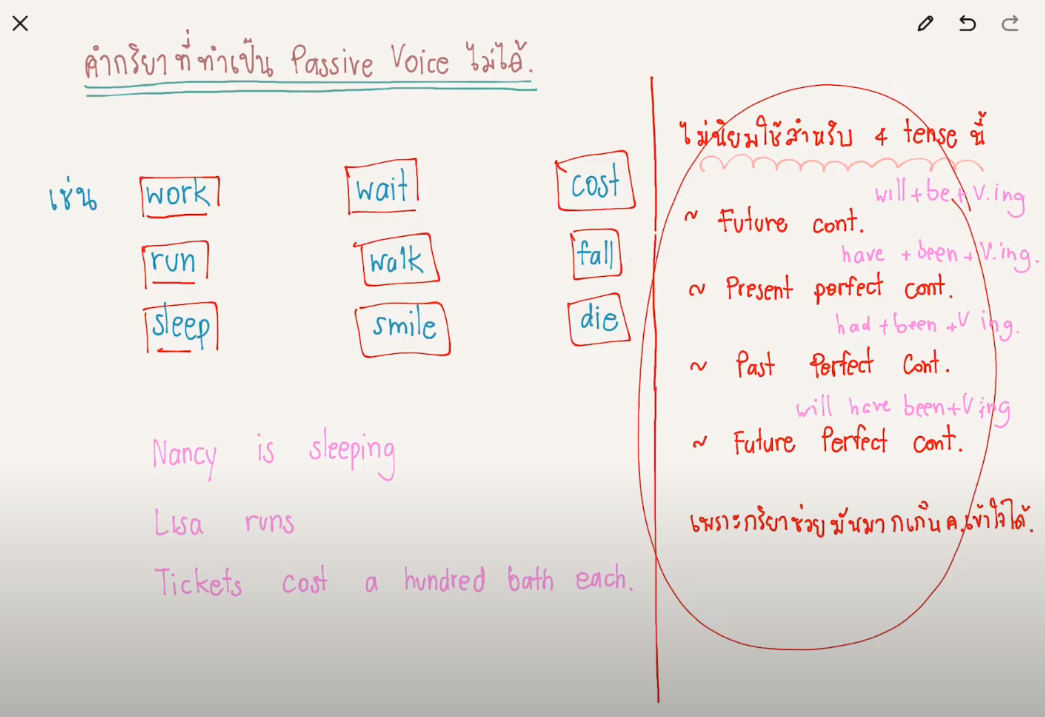 คำกริยาที่ทำเป็น Passive Voice ไม่ได้.
เช่น work wait cost
run walk fall
sleep smile die
Nancy is sleeping
Lisa runs
Tickets cost a hundred bath each.
ไม่นิยมใช้สำหรับ 4 tense นี้
will + be + V.ing
~ Future cont.
have + been + V.ing.
~ Present perfect cont.
had + been + V ing.
~ Past Perfect Cont.
will have been + V ing
~ Future Perfect cont.
เพราะกริยาช่วยมันมากเกินค.เข้าใจได้.